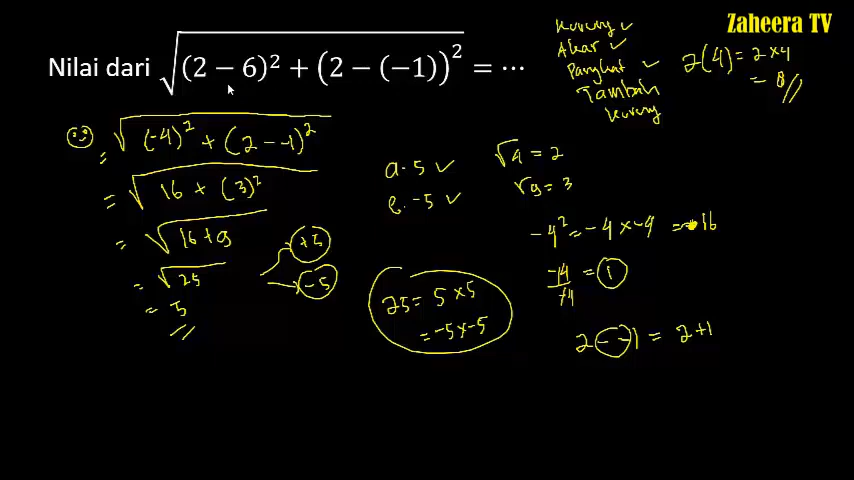 Zaheera TV
Nilai dari √((2 − 6)² + (2 − (−1))²) = ⋯
Kurung ✓
Akar ✓
Pangkat ✓
Tambah
Kurang
2(4) = 2×4
= 8//
= √((-4)² + (2 - -1)²)
= √(16 + (3)²)
= √(16+9)
= √25
= 5
+5
-5
a. 5 ✓
-5 ✓
25 = 5×5
= -5×-5
√4 = 2
√9 = 3
-4² = -4 × -4 = 16
= 1
2 - -1 = 2+1